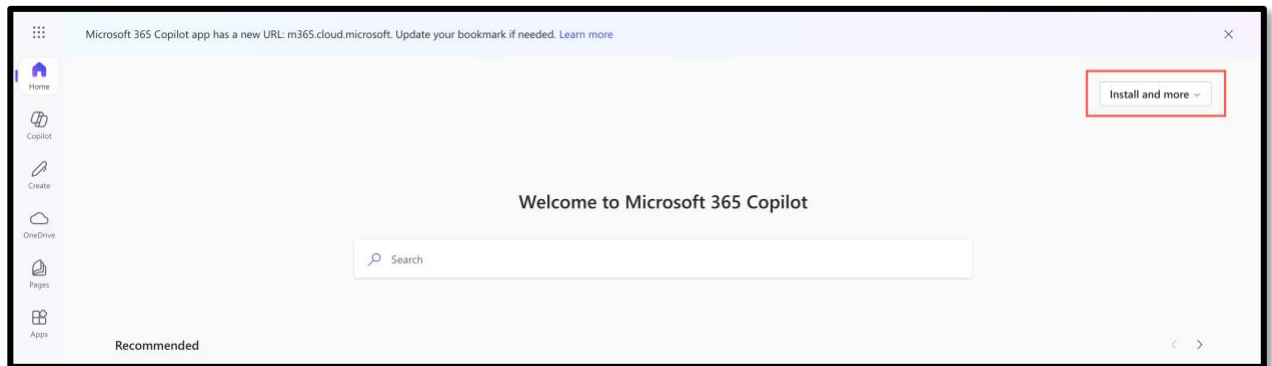 Microsoft 365 Copilot app has a new URL: m365.cloud.microsoft. Update your bookmark if needed. Learn more
Home
Install and more
Copilot
Create
Welcome to Microsoft 365 Copilot
OneDrive
Search
Pages
Apps
Recommended